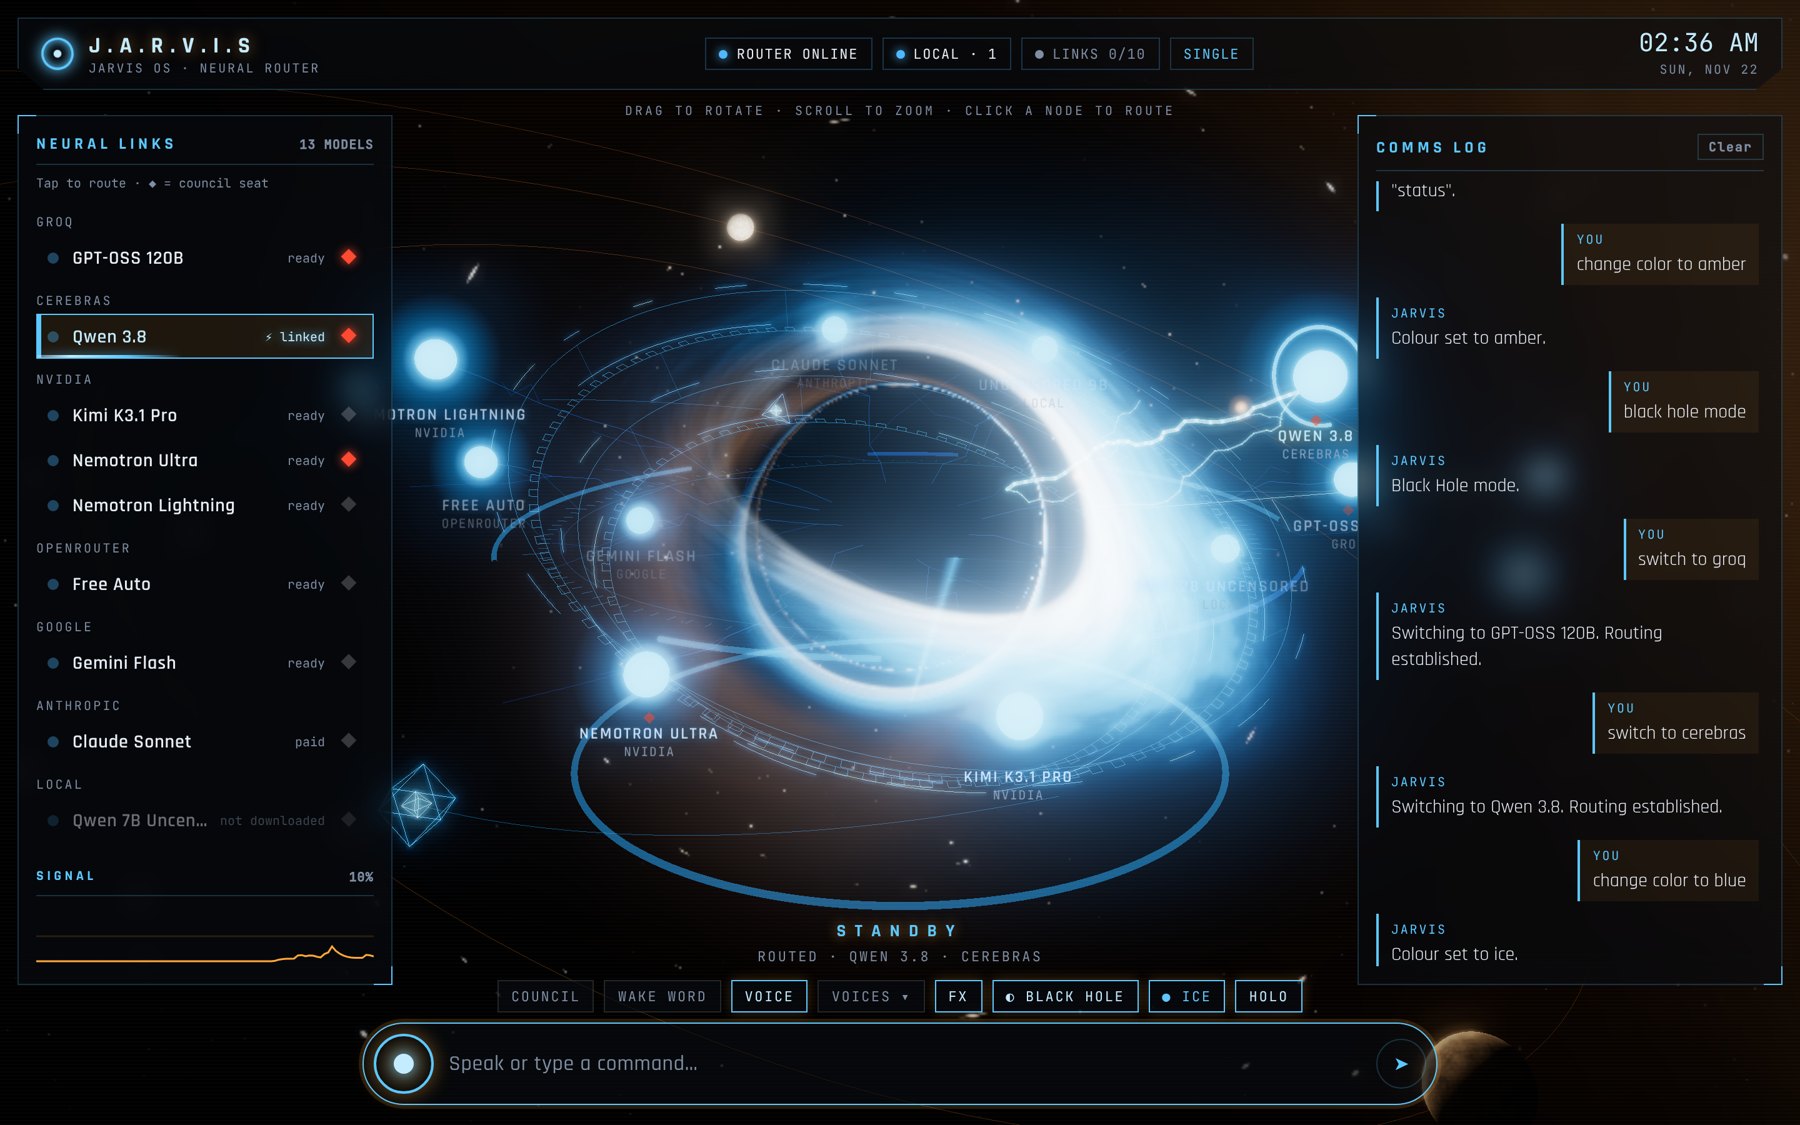 J.A.R.V.I.S
JARVIS OS · NEURAL ROUTER
ROUTER ONLINE
LOCAL · 1
LINKS 0/10
SINGLE
02:36 AM
SUN, NOV 22
DRAG TO ROTATE · SCROLL TO ZOOM · CLICK A NODE TO ROUTE
NEURAL LINKS
13 MODELS
Tap to route · ◆ = council seat
GROQ
GPT-OSS 120B
ready
CEREBRAS
Qwen 3.8
⚡ linked
NVIDIA
Kimi K3.1 Pro
ready
Nemotron Ultra
ready
Nemotron Lightning
ready
OPENROUTER
Free Auto
ready
GOOGLE
Gemini Flash
ready
ANTHROPIC
Claude Sonnet
paid
LOCAL
Qwen 7B Uncen...
not downloaded
SIGNAL
10%
CLAUDE SONNET
ANTHROPIC
LOCAL
OTRON LIGHTNING
NVIDIA
FREE AUTO
OPENROUTER
GEMINI FLASH
GOOGLE
QWEN 3.8
CEREBRAS
GPT-OSS
GRO
UNCENSORED
NEMOTRON ULTRA
NVIDIA
KIMI K3.1 PRO
NVIDIA
STANDBY
ROUTED · QWEN 3.8 · CEREBRAS
COUNCIL
WAKE WORD
VOICE
VOICES ▾
FX
◐ BLACK HOLE
● ICE
HOLO
Speak or type a command...
COMMS LOG
Clear
"status".
YOU
change color to amber
JARVIS
Colour set to amber.
YOU
black hole mode
JARVIS
Black Hole mode.
YOU
switch to groq
JARVIS
Switching to GPT-OSS 120B. Routing
established.
YOU
switch to cerebras
JARVIS
Switching to Qwen 3.8. Routing established.
YOU
change color to blue
JARVIS
Colour set to ice.